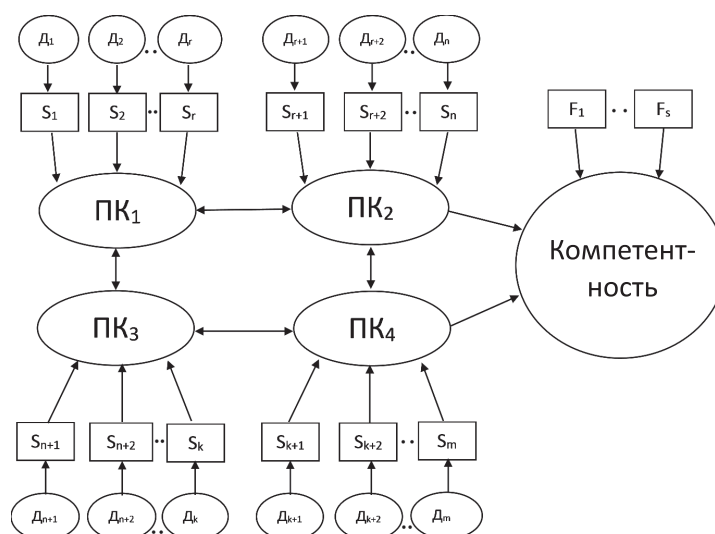 Д1 Д2 .. Дr Дr+1 Дr+2 .. Дn
S1 S2 .. Sr Sr+1 Sr+2 .. Sn F1 .. Fs
ПК1 ПК2
Компетент-
ность
ПК3 ПК4
Sn+1 Sn+2 .. Sk Sk+1 Sk+2 .. Sm
Дn+1 Дn+2 .. Дk Дk+1 Дk+2 .. Дm